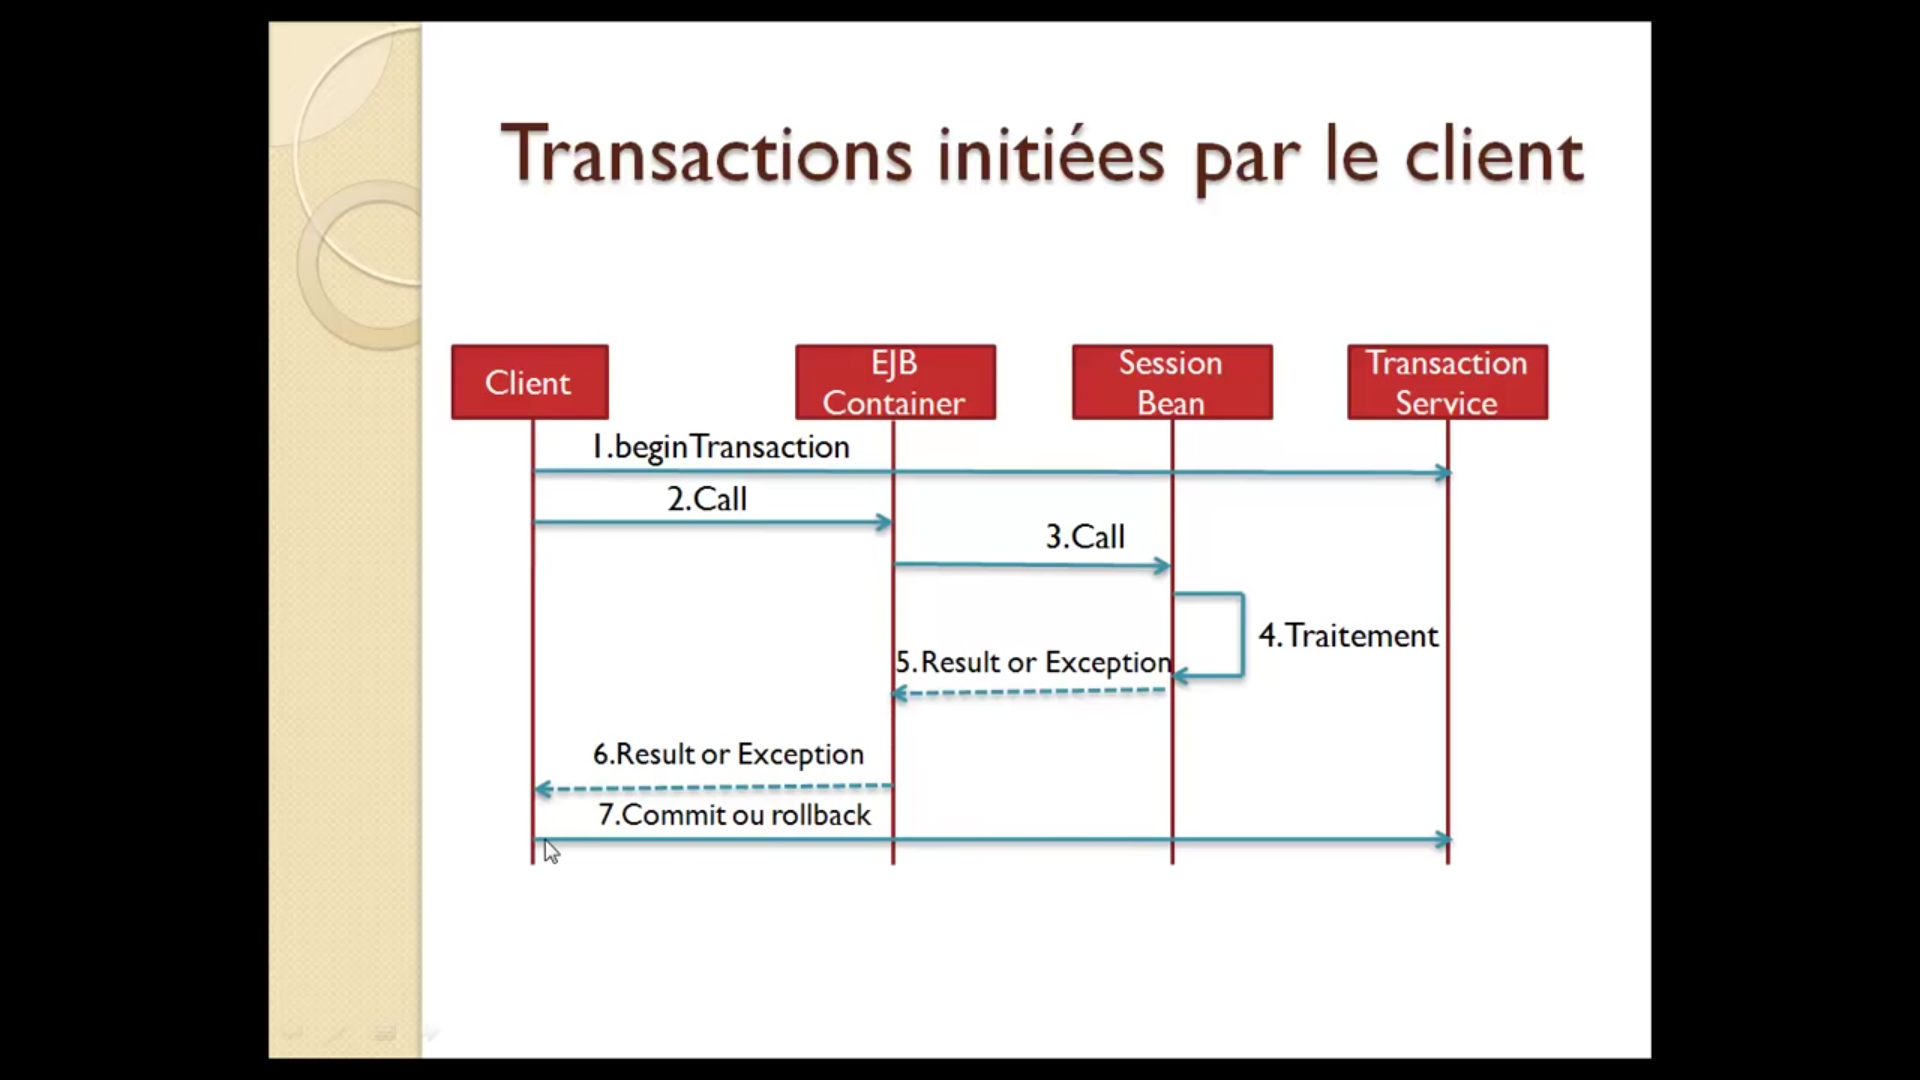 Transactions initiées par le client
Client
EJB
Container
Session
Bean
Transaction
Service
1.beginTransaction
2.Call
3.Call
4.Traitement
5.Result or Exception
6.Result or Exception
7.Commit ou rollback